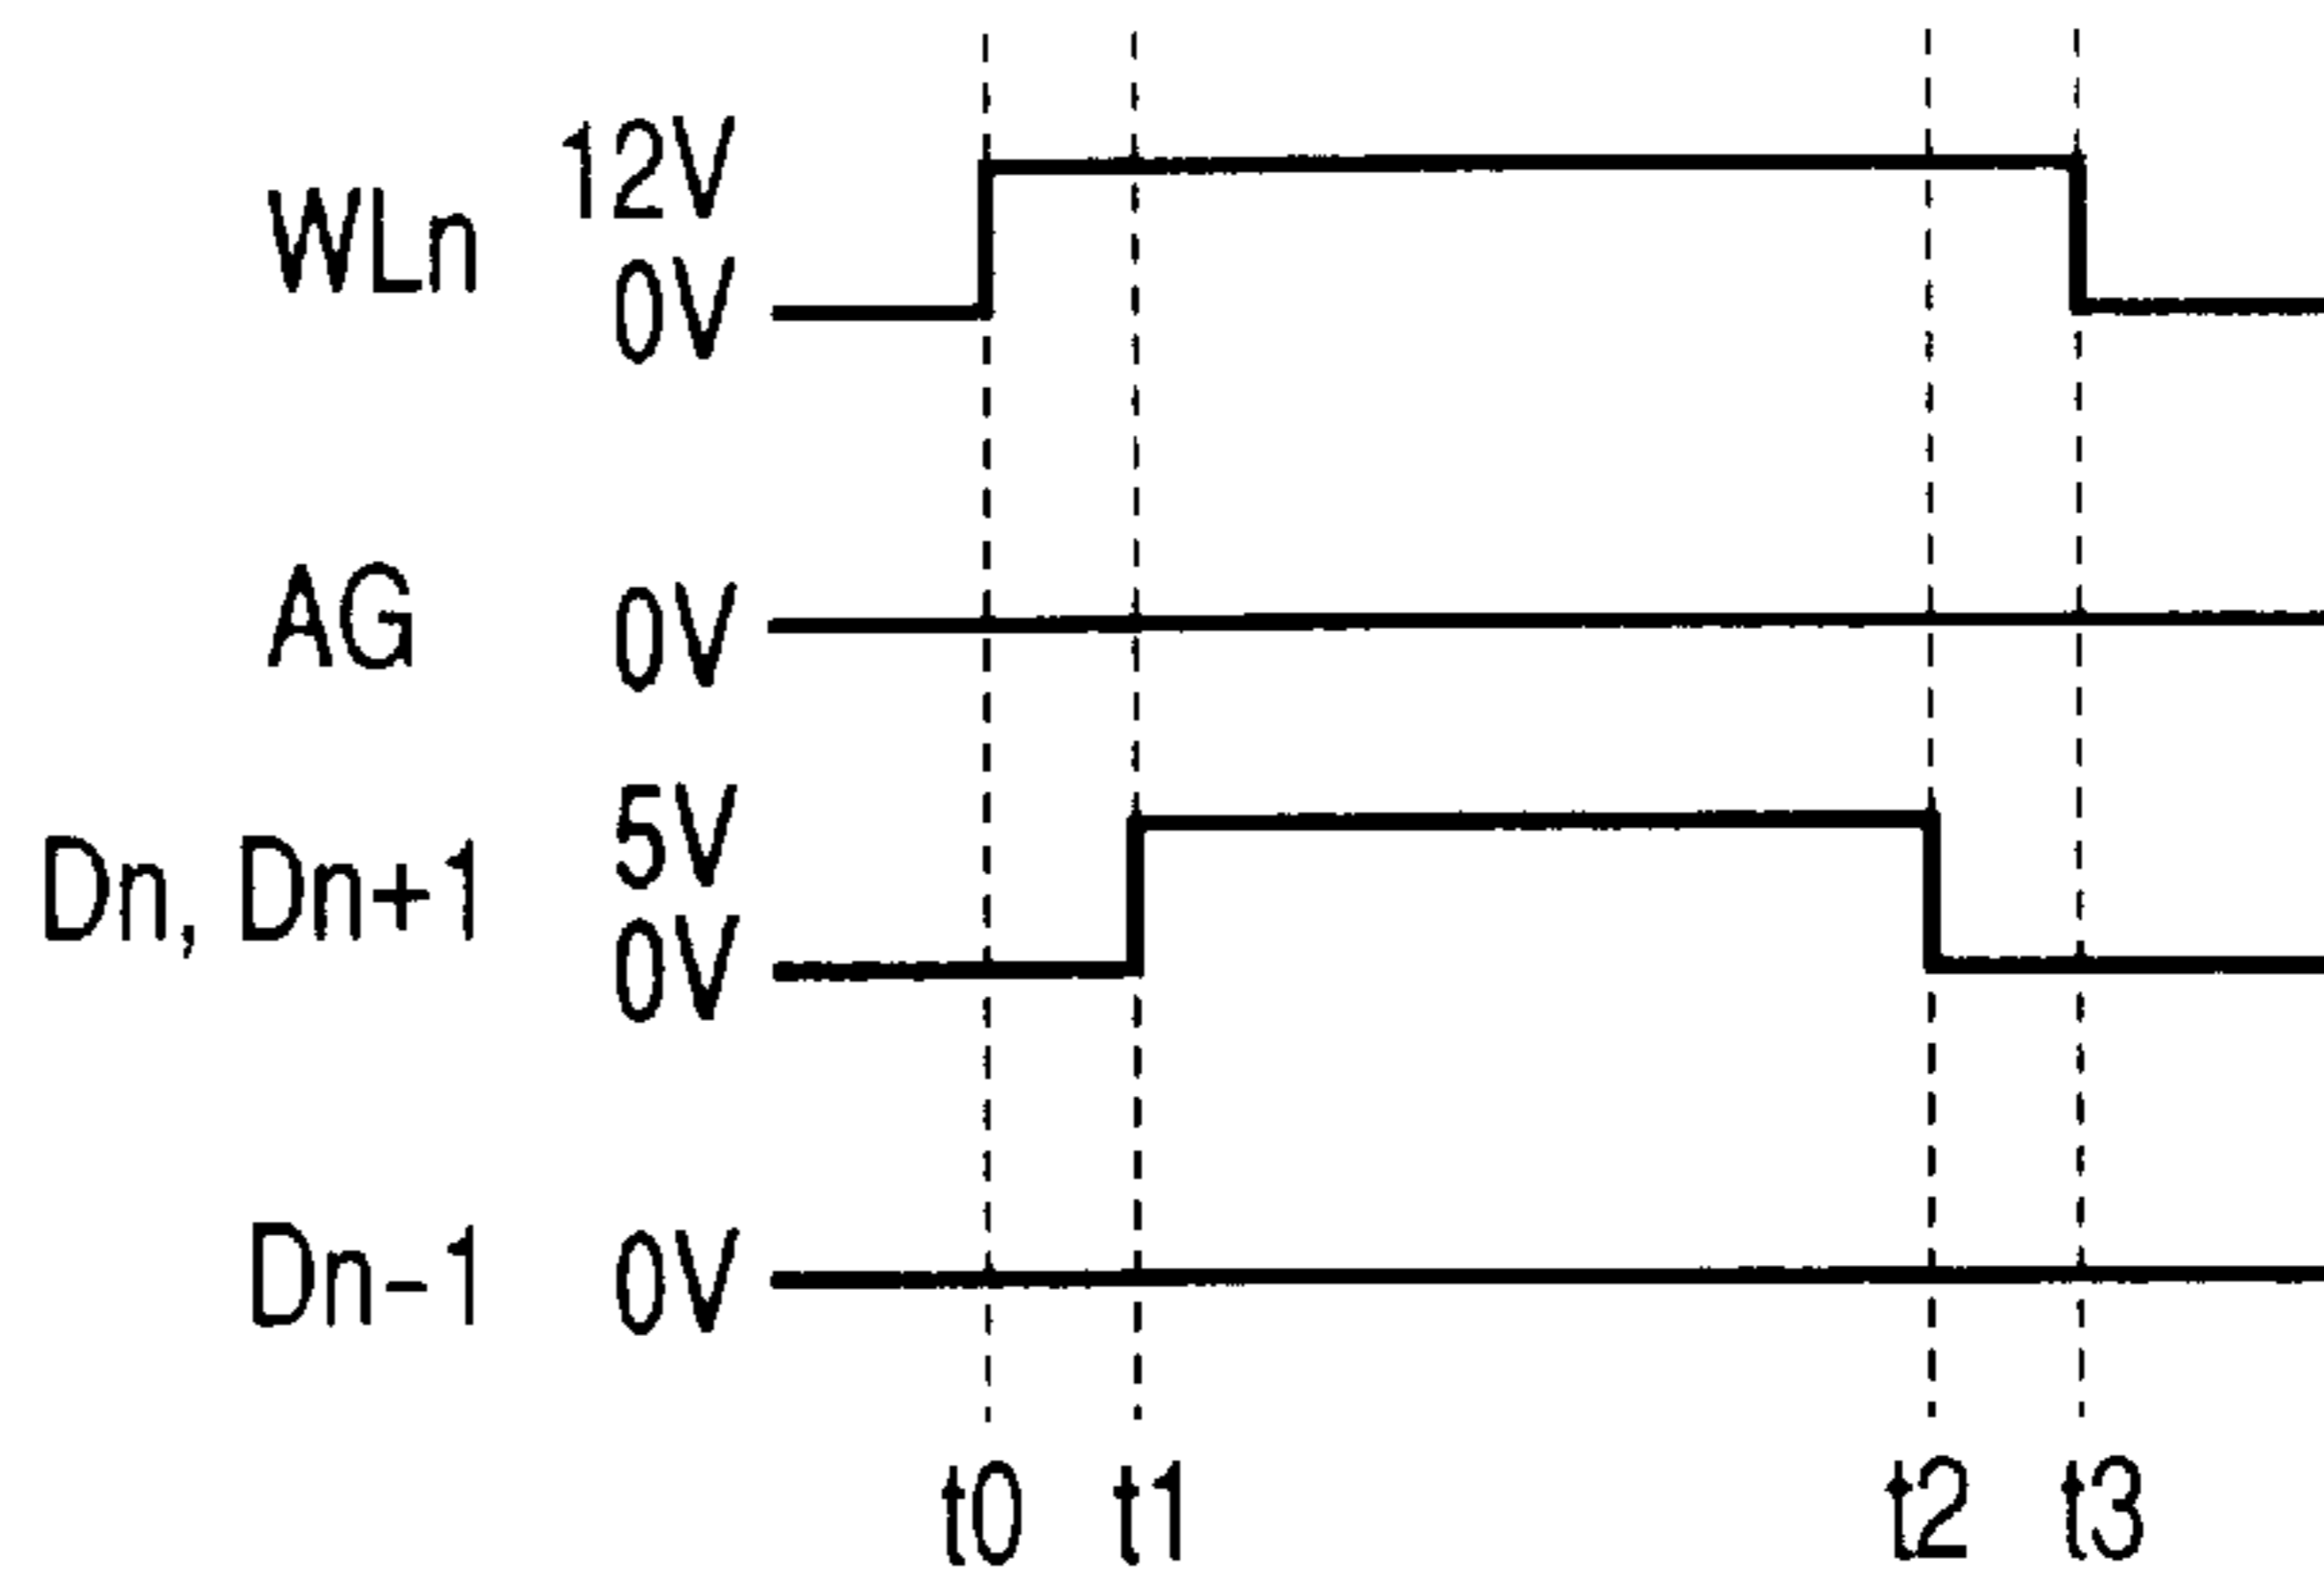 12V
WLn
0V
AG 0V
5V
Dn, Dn+1
0V
Dn-1 0V
t0 t1 t2 t3